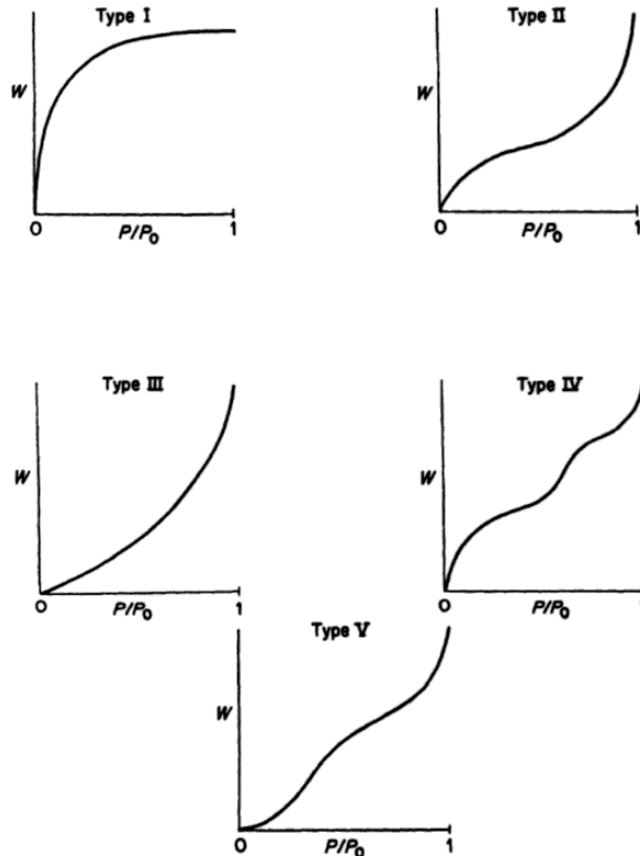 Type I
W
0 P/P₀ 1
Type II
W
0 P/P₀ 1
Type III
W
0 P/P₀ 1
Type IV
W
0 P/P₀
Type V
W
0 P/P₀ 1